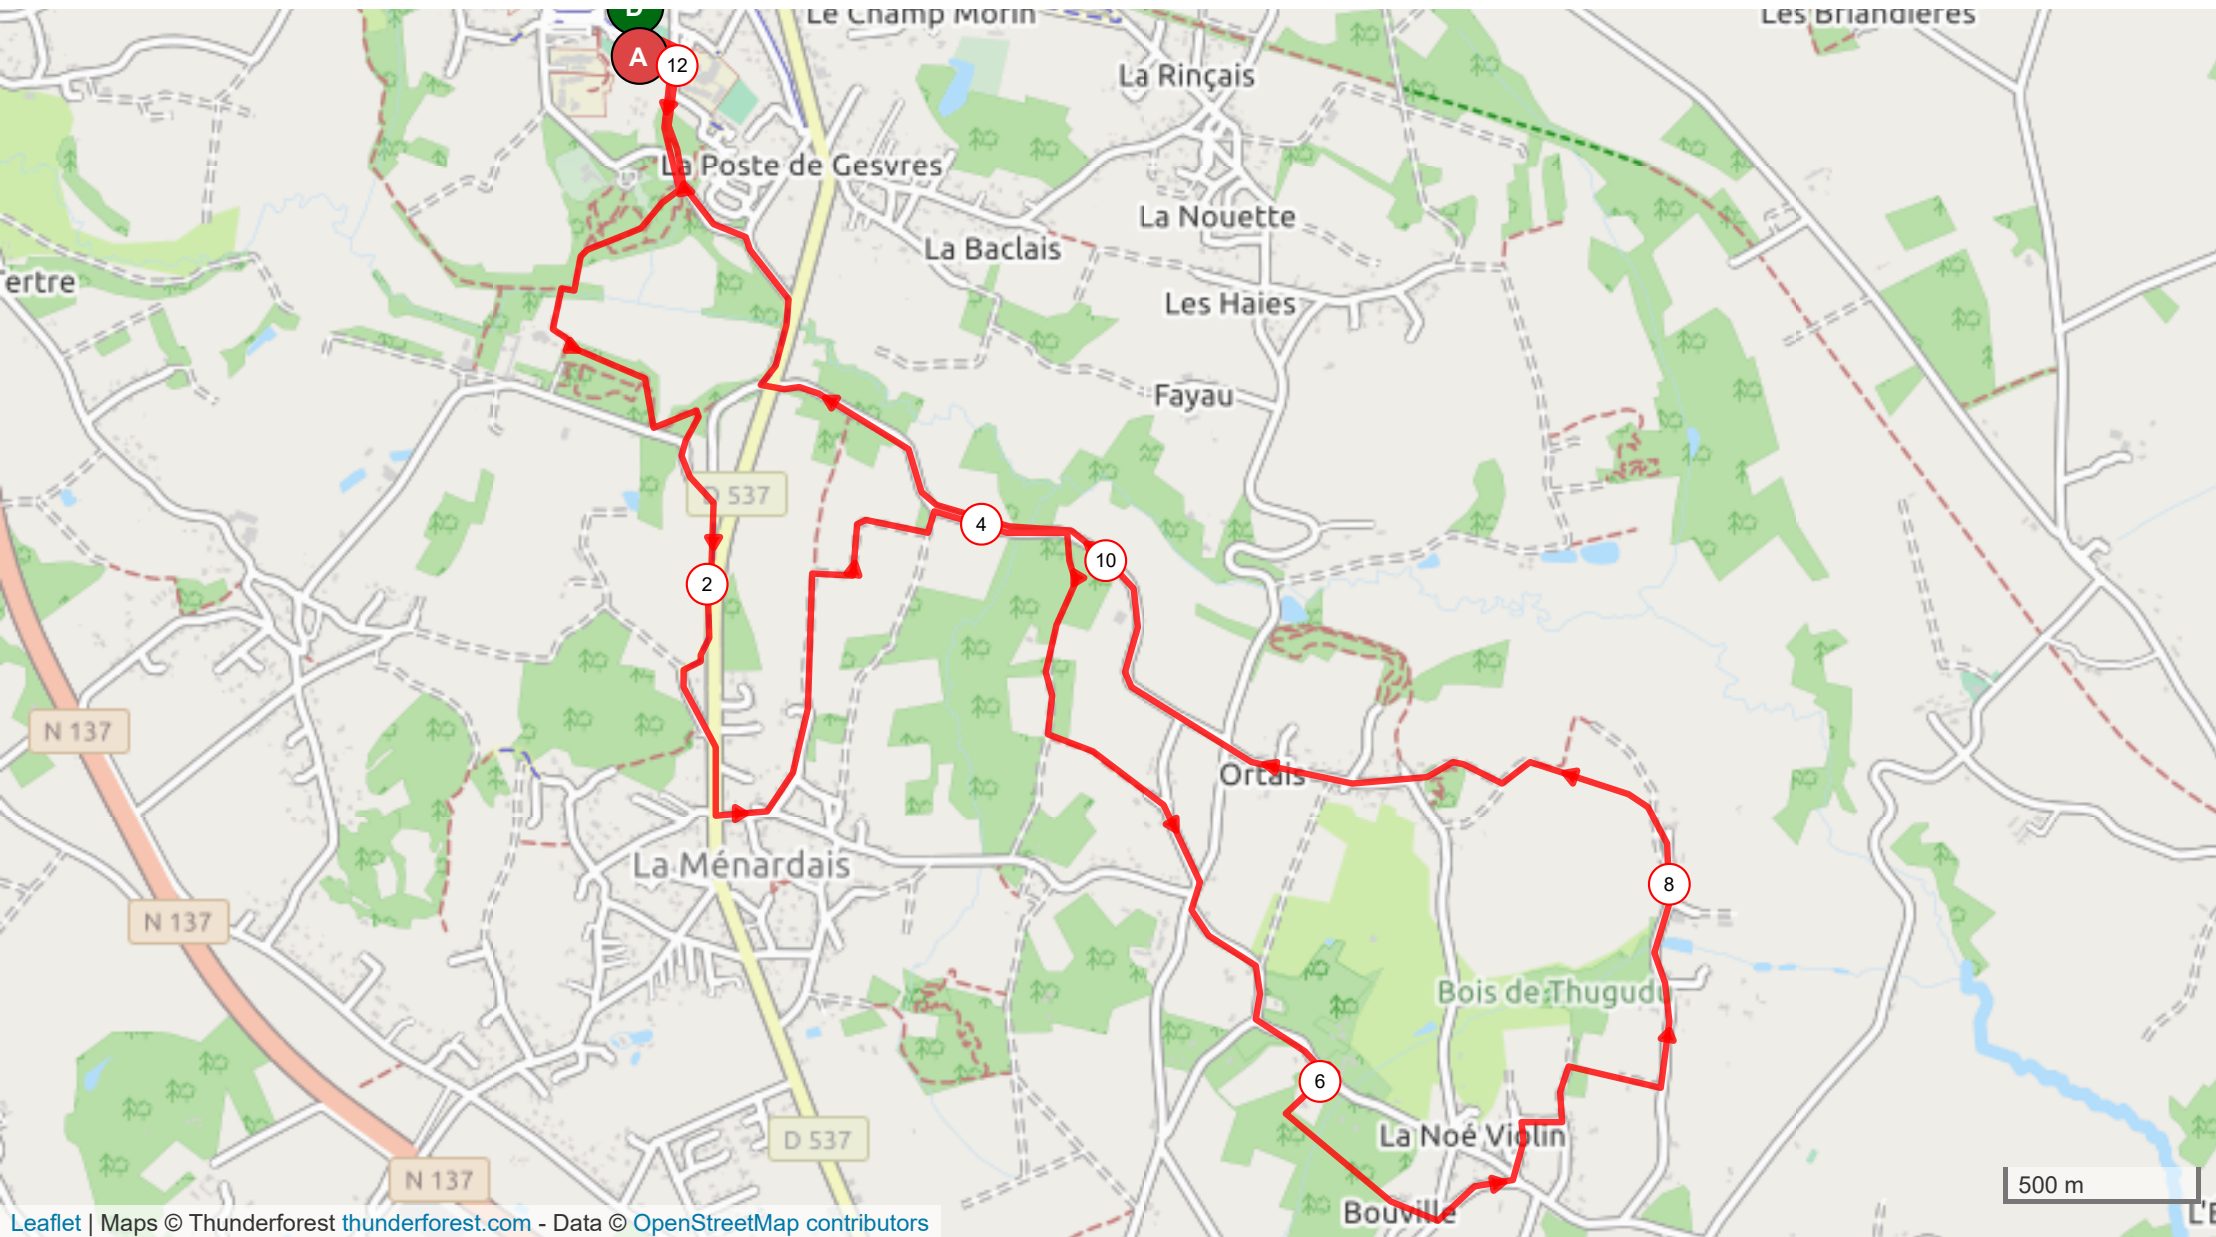 D
Le Champ Morin
Les Briandières
A
12
La Rinçais
La Poste de Gesvres
La Nouette
La Baclais
ertre
Les Haies
Fayau
D 537
4
10
2
N 137
Ortais
La Ménardais
8
N 137
Bois de Thugudu
6
La Noé Violin
D 537
N 137
500 m
Bouville
Leaflet | Maps © Thunderforest thunderforest.com - Data © OpenStreetMap contributors